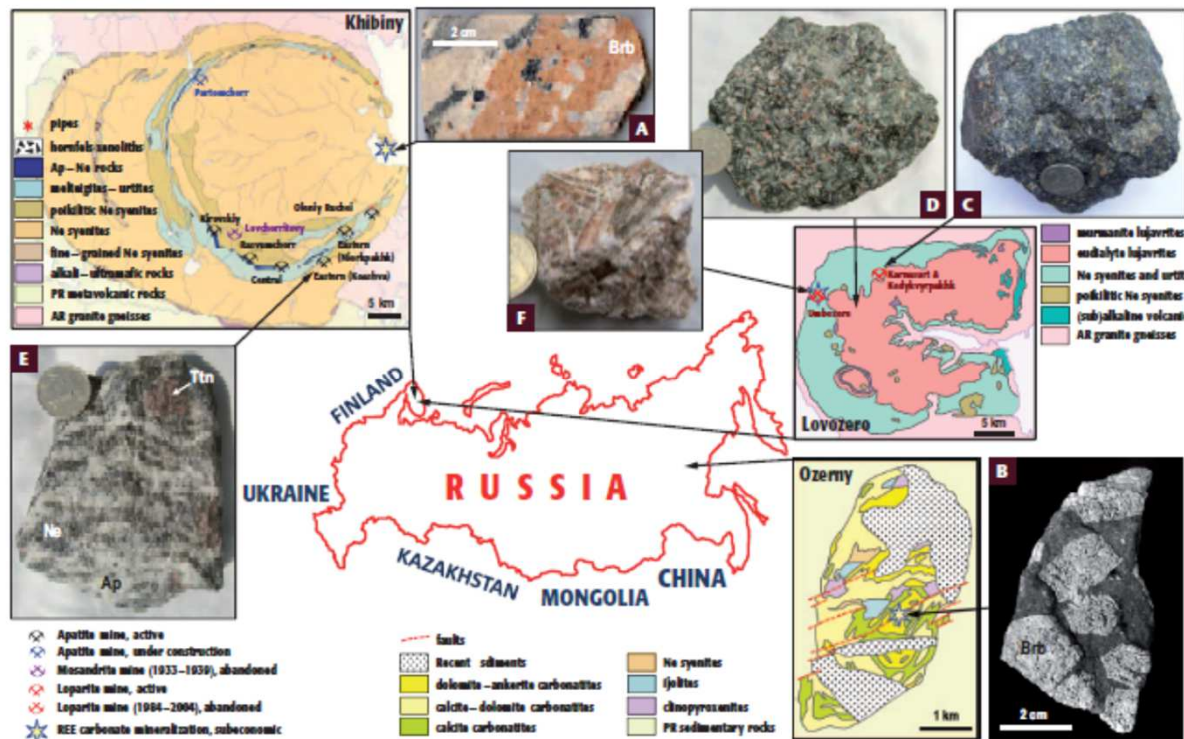 Khibiny
pipes
hornfels xenoliths
Ap – Ne rocks
melteigites – urtites
poikilitic Ne syenites
Ne syenites
fine – grained Ne syenites
alkali – ultramafic rocks
PR metavolcanic rocks
AR granite gneisses
Partomchorr
Oleniy Ruchei
Kirovskiy
Lovchorritovy
Rasvumchorr
Eastern
(Niorkpakhk)
Central
Eastern (Koashva)
5 km
2 cm
Brb
A
D
C
F
murmanite lujavrites
eudialyte lujavrites
Ne syenites and urtites
poikilitic Ne syenites
(sub)alkaline volcanic
AR granite gneisses
Karnasurt &
Kedykvyrpakhk
Umbozero
Lovozero
5 km
E
Ttn
Ne
Ap
FINLAND
UKRAINE
RUSSIA
KAZAKHSTAN
MONGOLIA
CHINA
Ozerny
1 km
B
Brb
2 cm
Apatite mine, active
Apatite mine, under construction
Mosandrite mine (1933–1939), abandoned
Loparite mine, active
Loparite mine (1984–2004), abandoned
REE carbonate mineralization, subeconomic
faults
Recent sdiments
dolomite – ankerite carbonatites
calcite – dolomite carbonatites
calcite carbonatites
Ne syenites
Ijolites
clinopyroxenites
PR sedimentary rocks